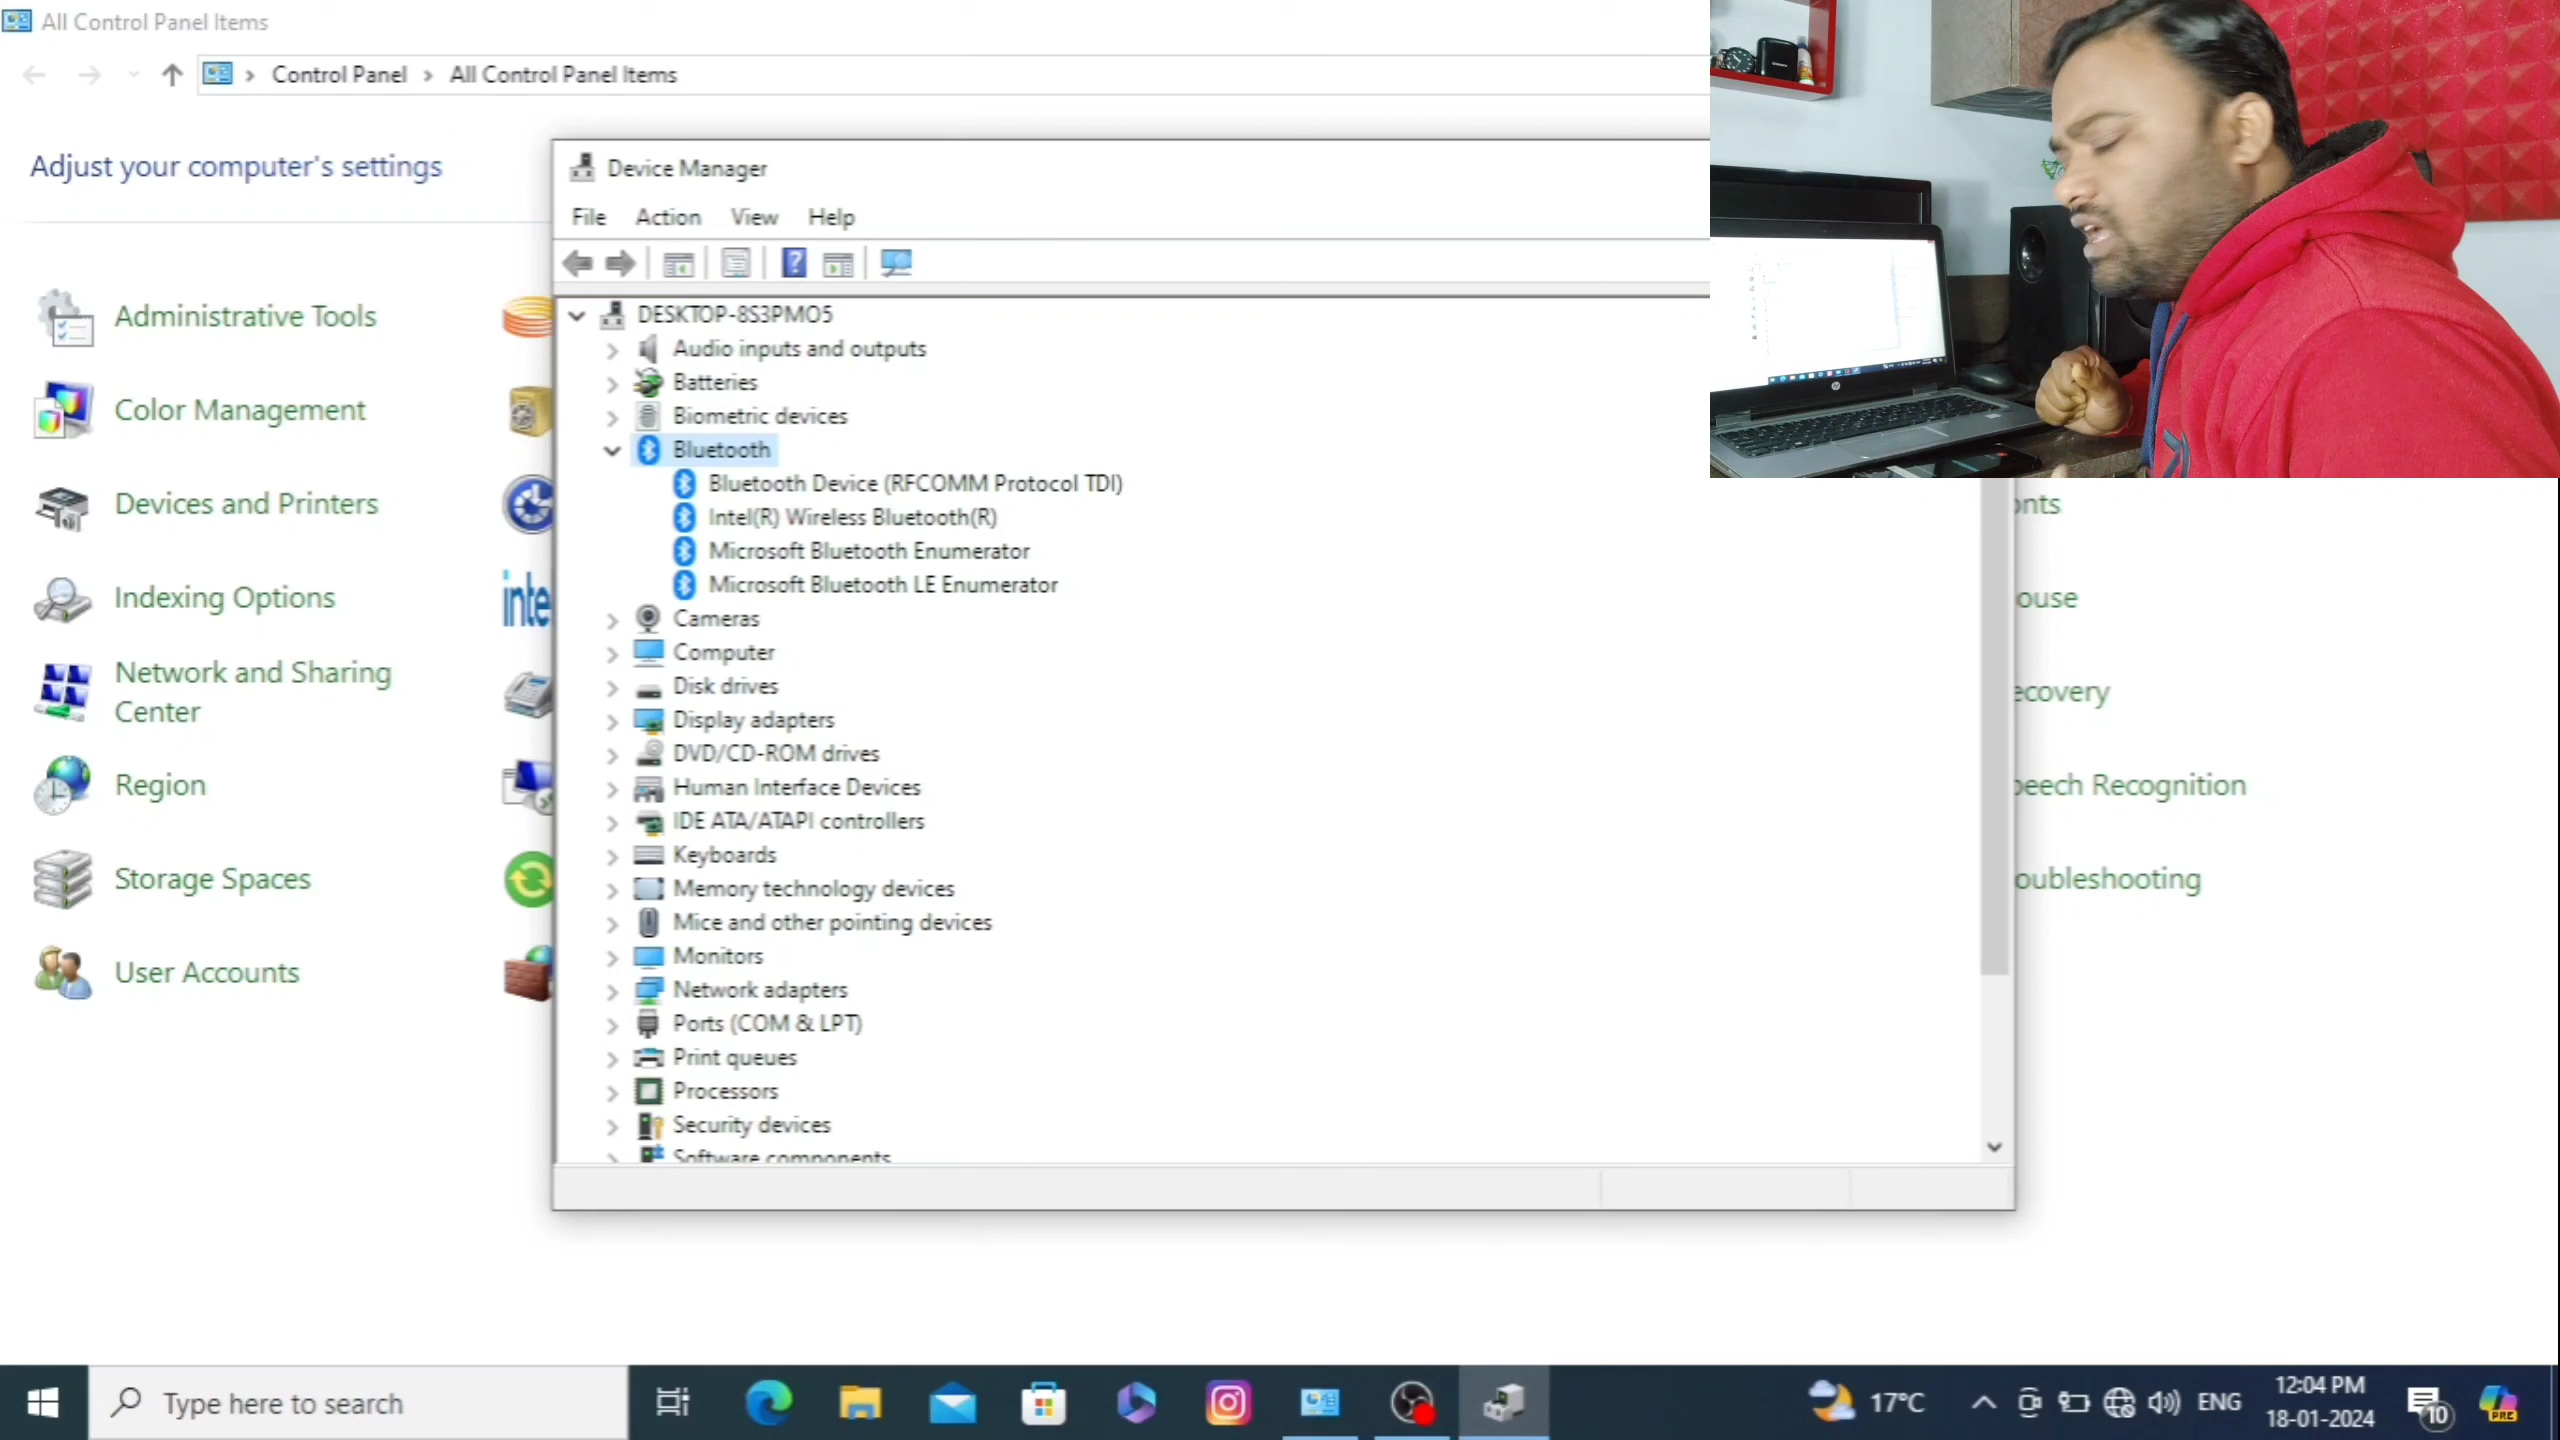 All Control Panel Items
Control Panel > All Control Panel Items
Adjust your computer's settings
Administrative Tools
Color Management
Devices and Printers
Indexing Options
Network and Sharing
Center
Region
Storage Spaces
User Accounts
inte
Device Manager
File Action View Help
DESKTOP-8S3PMO5
Audio inputs and outputs
Batteries
Biometric devices
Bluetooth
Bluetooth Device (RFCOMM Protocol TDI)
Intel(R) Wireless Bluetooth(R)
Microsoft Bluetooth Enumerator
Microsoft Bluetooth LE Enumerator
Cameras
Computer
Disk drives
Display adapters
DVD/CD-ROM drives
Human Interface Devices
IDE ATA/ATAPI controllers
Keyboards
Memory technology devices
Mice and other pointing devices
Monitors
Network adapters
Ports (COM & LPT)
Print queues
Processors
Security devices
Software components
onts
ouse
ecovery
peech Recognition
oubleshooting
Type here to search
17°C
ENG
12:04 PM
18-01-2024
10
PRE